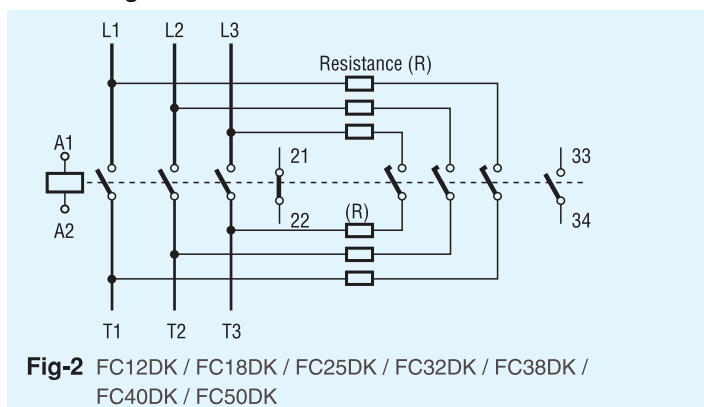 L1 L2 L3
Resistance (R)
A1
21 33
A2
22 (R) 34
T1 T2 T3
Fig-2 FC12DK / FC18DK / FC25DK / FC32DK / FC38DK /
FC40DK / FC50DK